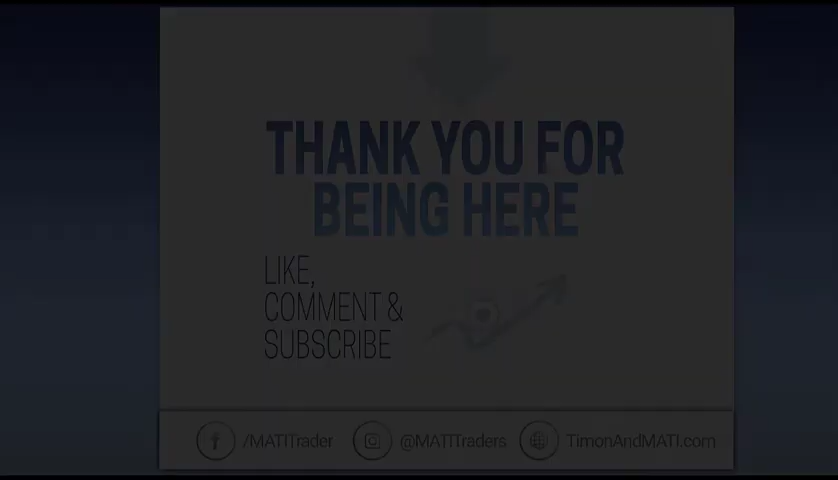 THANK YOU FOR
BEING HERE
LIKE,
COMMENT &
SUBSCRIBE
/MATITrader @MATITraders TimonAndMATI.com